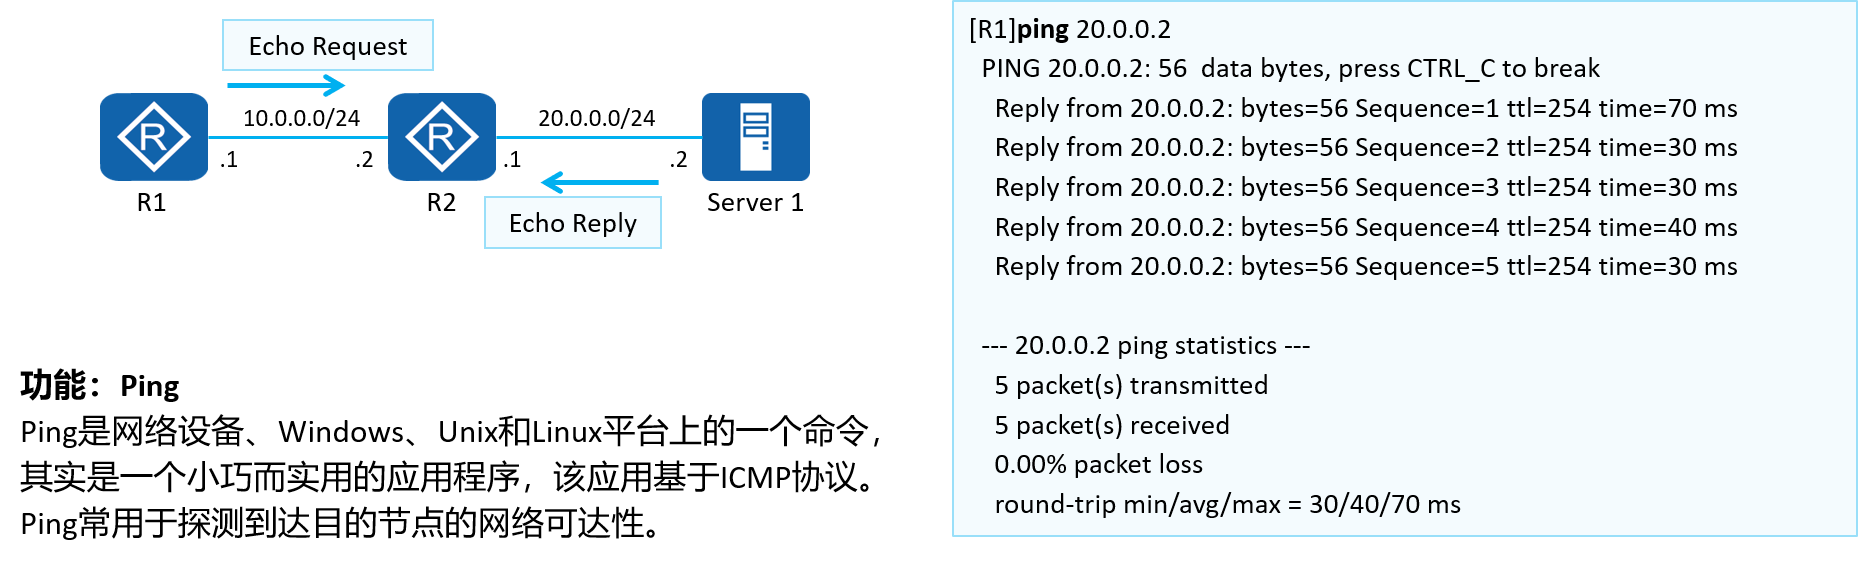 Echo Request
10.0.0.0/24
20.0.0.0/24
R
R
.1
.2
.1
.2
R1
R2
Server 1
Echo Reply
功能：Ping
Ping是网络设备、Windows、Unix和Linux平台上的一个命令，
其实是一个小巧而实用的应用程序，该应用基于ICMP协议。
Ping常用于探测到达目的节点的网络可达性。
[R1]ping 20.0.0.2
PING 20.0.0.2: 56  data bytes, press CTRL_C to break
Reply from 20.0.0.2: bytes=56 Sequence=1 ttl=254 time=70 ms
Reply from 20.0.0.2: bytes=56 Sequence=2 ttl=254 time=30 ms
Reply from 20.0.0.2: bytes=56 Sequence=3 ttl=254 time=30 ms
Reply from 20.0.0.2: bytes=56 Sequence=4 ttl=254 time=40 ms
Reply from 20.0.0.2: bytes=56 Sequence=5 ttl=254 time=30 ms
--- 20.0.0.2 ping statistics ---
5 packet(s) transmitted
5 packet(s) received
0.00% packet loss
round-trip min/avg/max = 30/40/70 ms